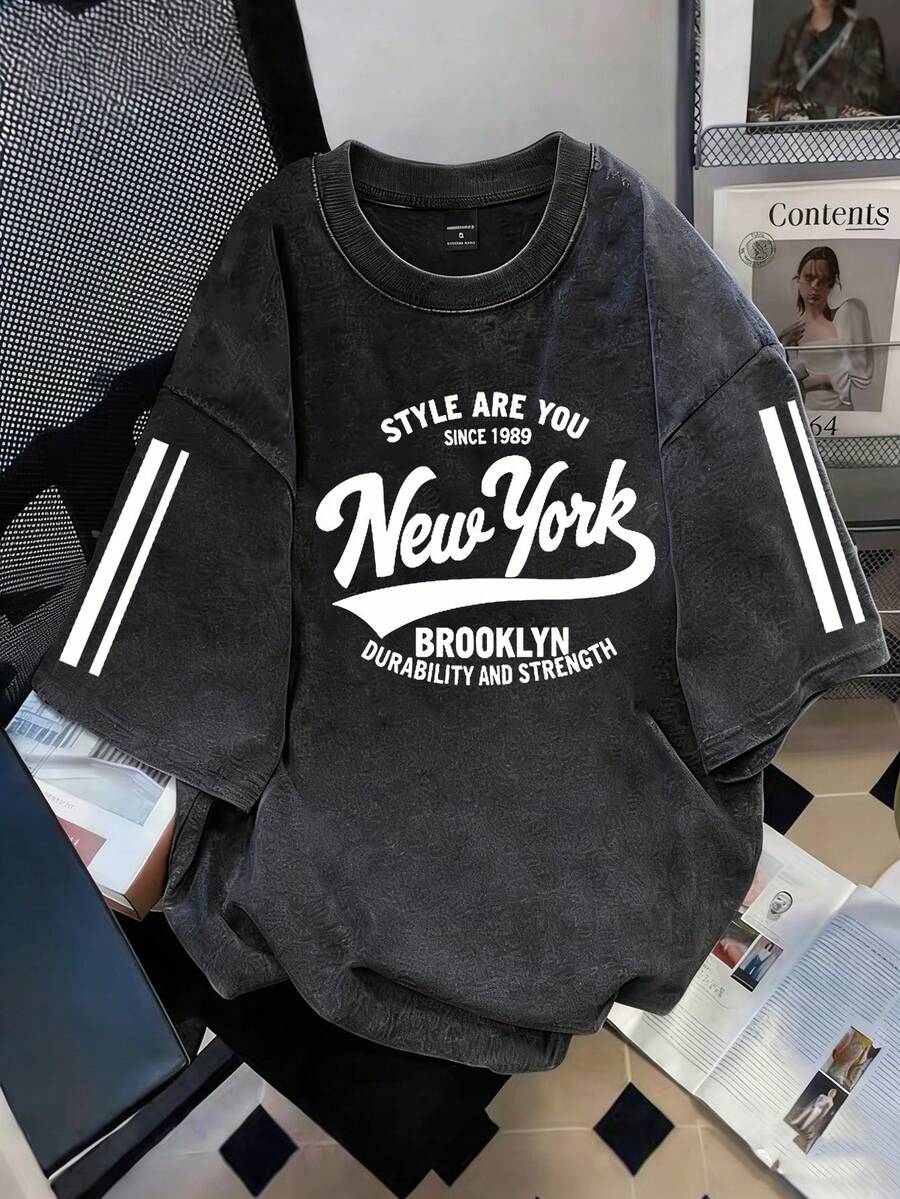 Contents
STYLE ARE YOU
SINCE 1989
New York
BROOKLYN
DURABILITY AND STRENGTH
64